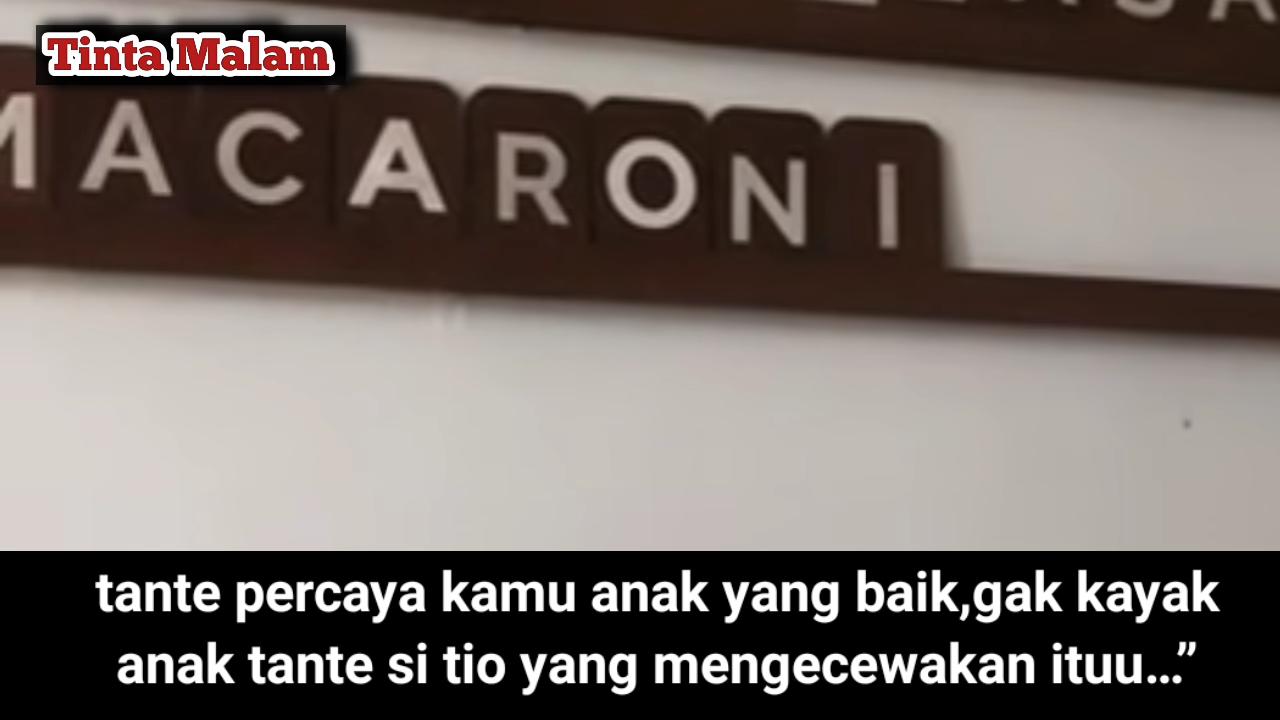 Tinta Malam
MACARONI
tante percaya kamu anak yang baik,gak kayak
anak tante si tio yang mengecewakan ituu...”